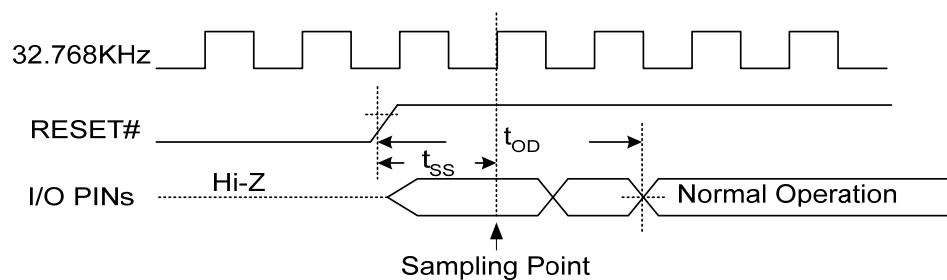 32.768KHz
RESET#
tOD
tSS
I/O PINs
Hi-Z
Normal Operation
Sampling Point